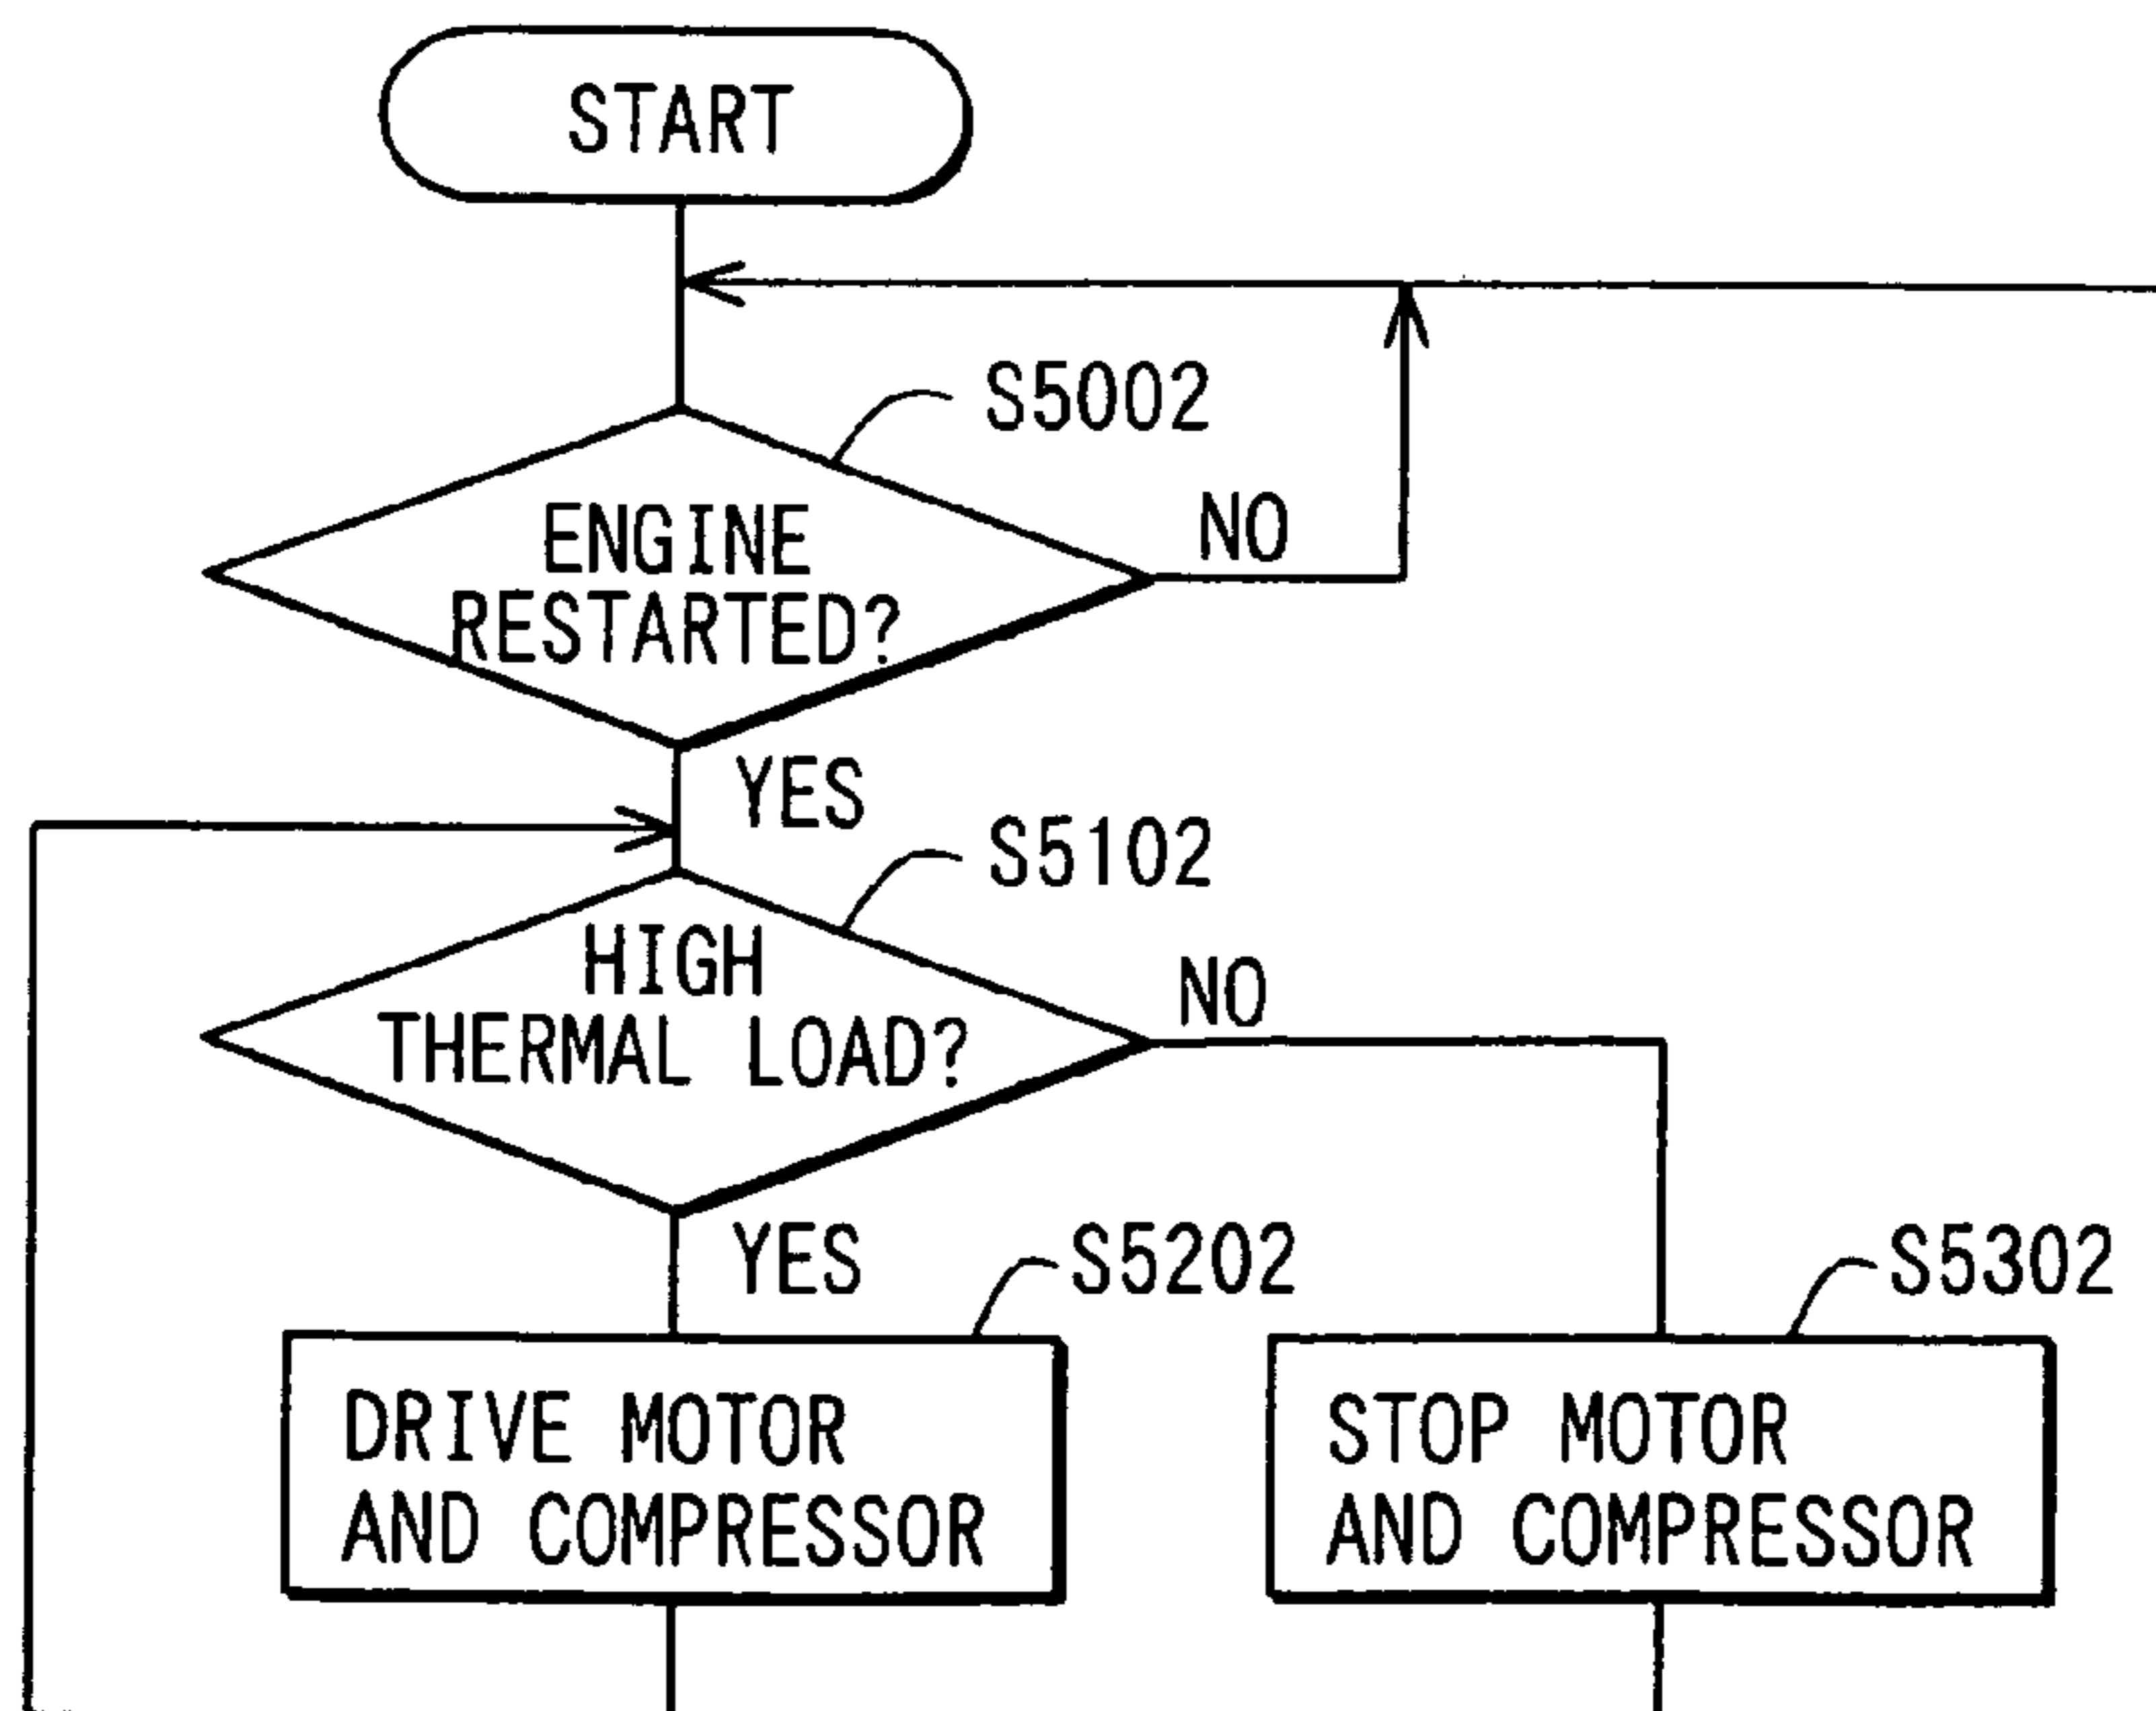 START
S5002
ENGINE
RESTARTED?
NO
YES
S5102
HIGH
THERMAL LOAD?
NO
YES
S5202
S5302
DRIVE MOTOR
AND COMPRESSOR
STOP MOTOR
AND COMPRESSOR